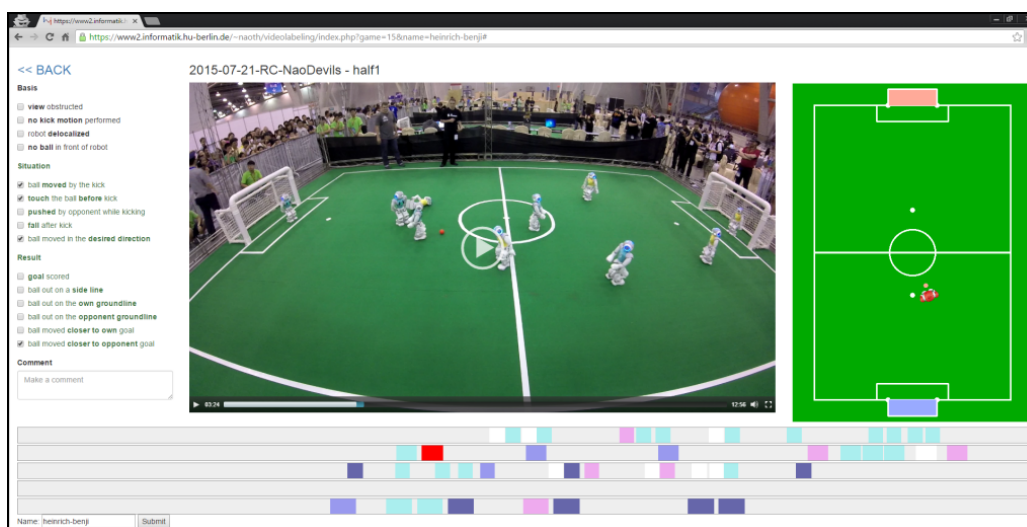 https://www2.informatik.h
https://www2.informatik.hu-berlin.de/~naoth/videolabeling/index.php?game=15&name=heinrich-benji#
<< BACK
2015-07-21-RC-NaoDevils - half1
Basis
view obstructed
no kick motion performed
robot delocalized
no ball in front of robot
Situation
ball moved by the kick
touch the ball before kick
pushed by opponent while kicking
fall after kick
ball moved in the desired direction
Result
goal scored
ball out on a side line
ball out on the own groundline
ball out on the opponent groundline
ball moved closer to own goal
ball moved closer to opponent goal
Comment
Make a comment
03:24
12:56
Name: heinrich-benji
Submit